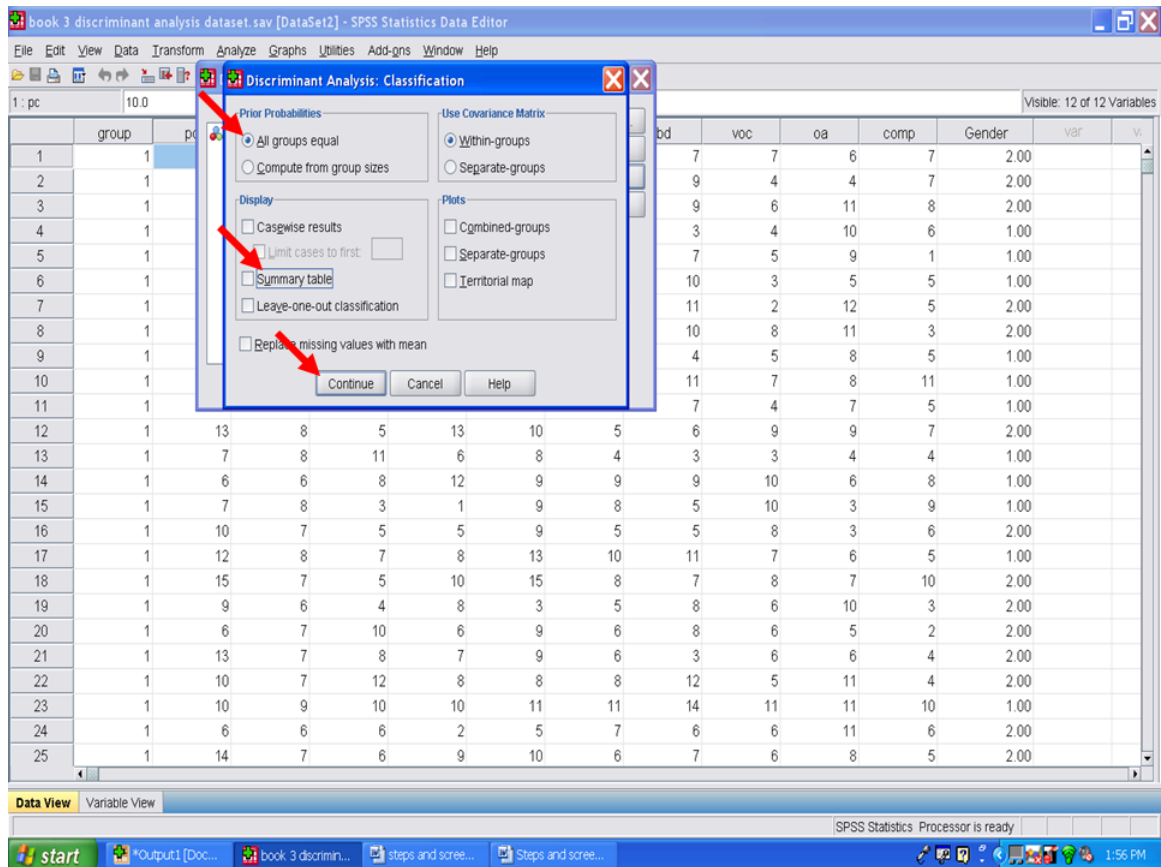 book 3 discriminant analysis dataset.sav [DataSet2] - SPSS Statistics Data Editor
File Edit View Data Transform Analyze Graphs Utilities Add-ons Window Help
1 : pc 10.0 Visible: 12 of 12 Variables
Discriminant Analysis: Classification
Prior Probabilities
All groups equal
Compute from group sizes
Use Covariance Matrix
Within-groups
Separate-groups
Display
Casewise results
Limit cases to first:
Summary table
Leave-one-out classification
Plots
Combined-groups
Separate-groups
Territorial map
Replace missing values with mean
Continue Cancel Help
group voc oa comp Gender var
1 1 7 7 6 7 2.00
2 1 9 4 4 7 2.00
3 1 9 6 11 8 2.00
4 1 3 4 10 6 1.00
5 1 7 5 9 1 1.00
6 1 10 3 5 5 1.00
7 1 11 2 12 5 2.00
8 1 10 8 11 3 2.00
9 1 4 5 8 5 1.00
10 1 11 7 8 11 1.00
11 1 7 4 7 5 1.00
12 1 13 8 5 13 10 5 6 9 9 7 2.00
13 1 7 8 11 6 8 4 3 3 4 4 1.00
14 1 6 6 8 12 9 9 9 10 6 8 1.00
15 1 7 8 3 1 9 8 5 10 3 9 1.00
16 1 10 7 5 5 9 5 5 8 3 6 2.00
17 1 12 8 7 8 13 10 11 7 6 5 1.00
18 1 15 7 5 10 15 8 7 8 7 10 2.00
19 1 9 6 4 8 3 5 8 6 10 3 2.00
20 1 6 7 10 6 9 6 8 6 5 2 2.00
21 1 13 7 8 7 9 6 3 6 6 4 2.00
22 1 10 7 12 8 8 8 12 5 11 4 2.00
23 1 10 9 10 10 11 11 14 11 11 10 1.00
24 1 6 6 6 2 5 7 6 6 11 6 2.00
25 1 14 7 6 9 10 6 7 6 8 5 2.00
Data View Variable View
SPSS Statistics Processor is ready
start *Output1 [Doc... book 3 discrimin... steps and scree... Steps and scree... 1:56 PM